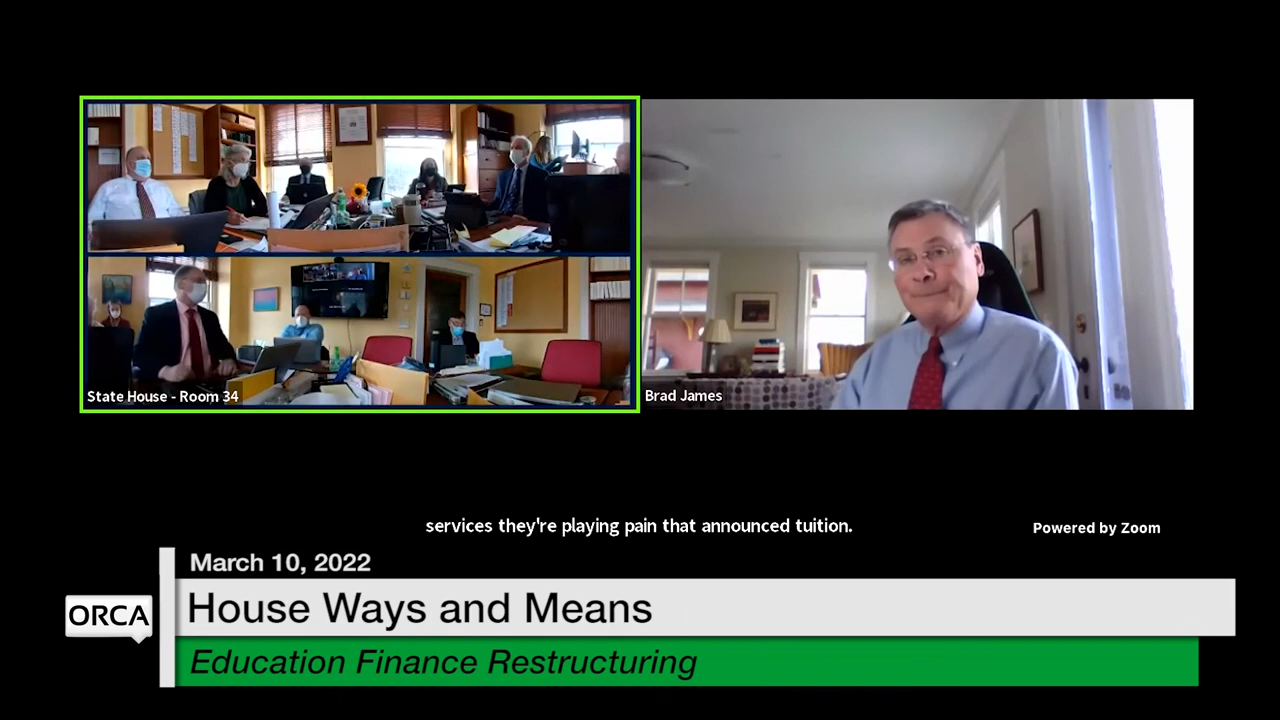 State House - Room 34
Brad James
services they're playing pain that announced tuition.
Powered by Zoom
March 10, 2022
ORCA
House Ways and Means
Education Finance Restructuring